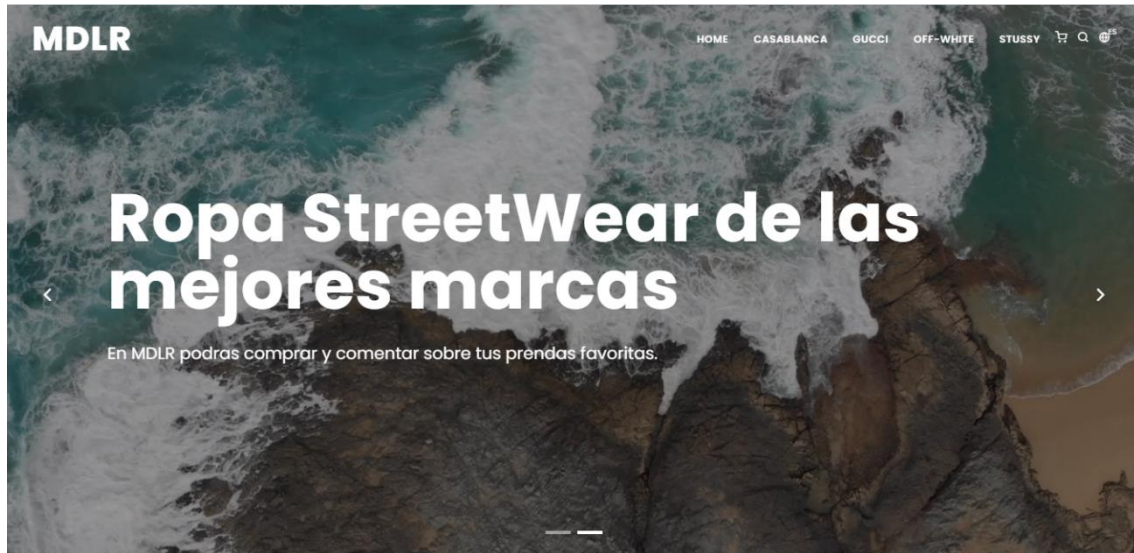 MDLR
HOME CASABLANCA GUCCI OFF-WHITE STUSSY ES
Ropa StreetWear de las
mejores marcas
En MDLR podras comprar y comentar sobre tus prendas favoritas.